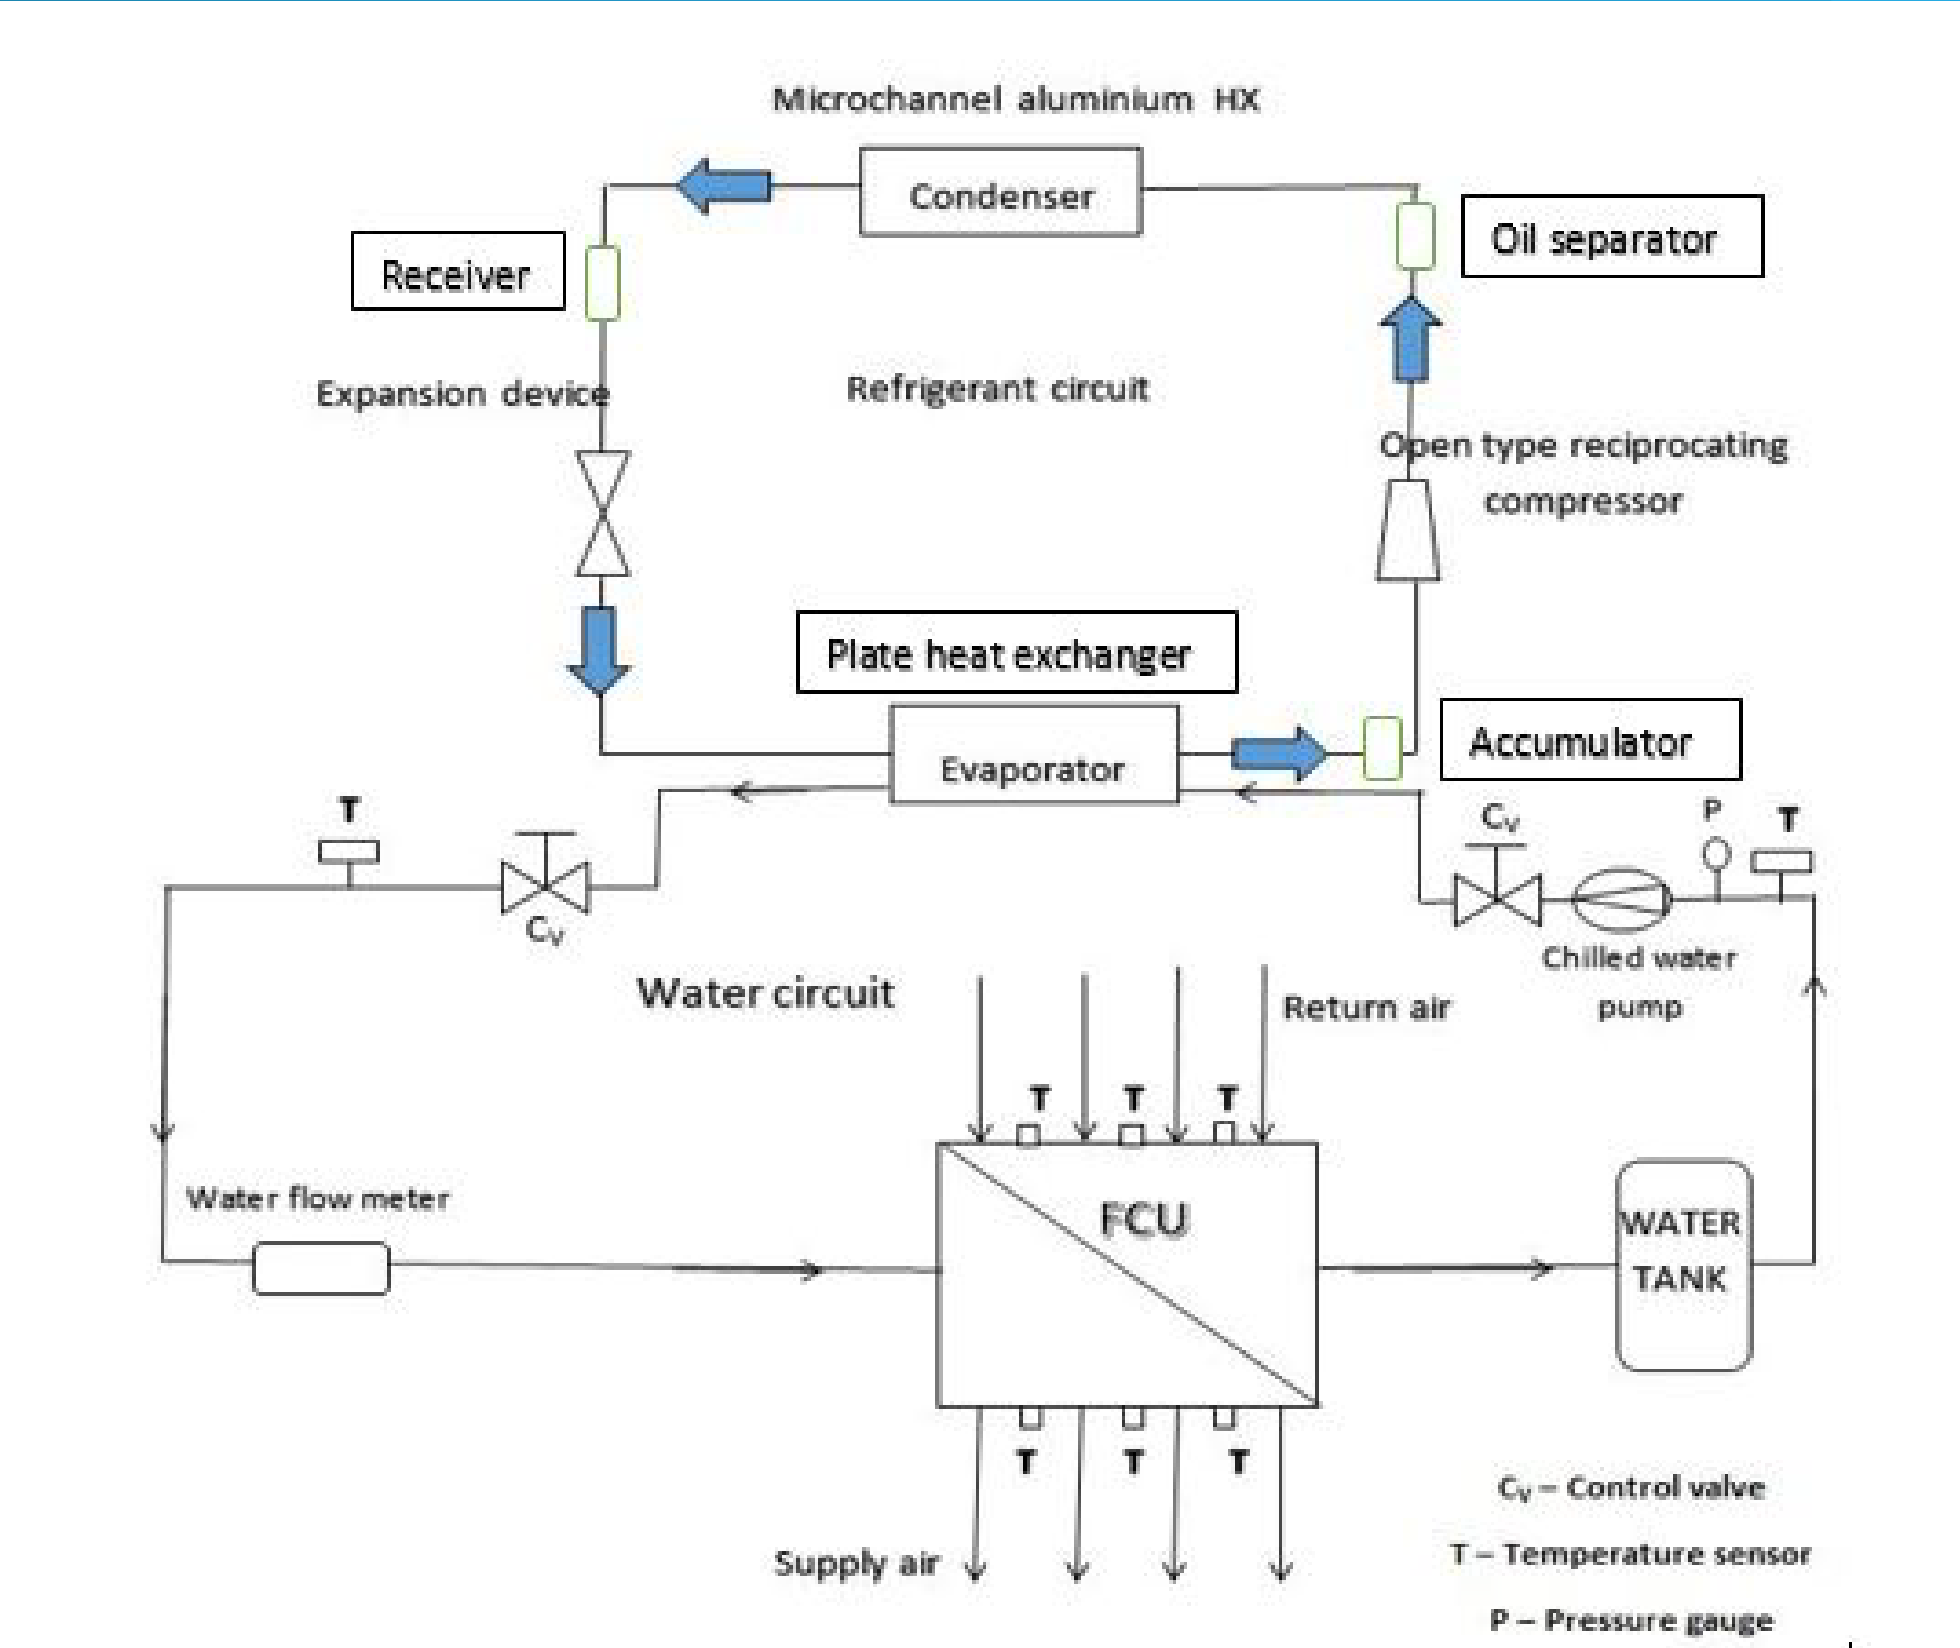 Microchannel aluminium HX
Condenser
Oil separator
Receiver
Expansion device
Refrigerant circuit
Open type reciprocating
compressor
Plate heat exchanger
Evaporator
Accumulator
T
Cv
Cv
P
T
Chilled water
pump
Water circuit
Return air
T
T
T
Water flow meter
FCU
WATER
TANK
T
T
T
Supply air
Cv – Control valve
T – Temperature sensor
P – Pressure gauge